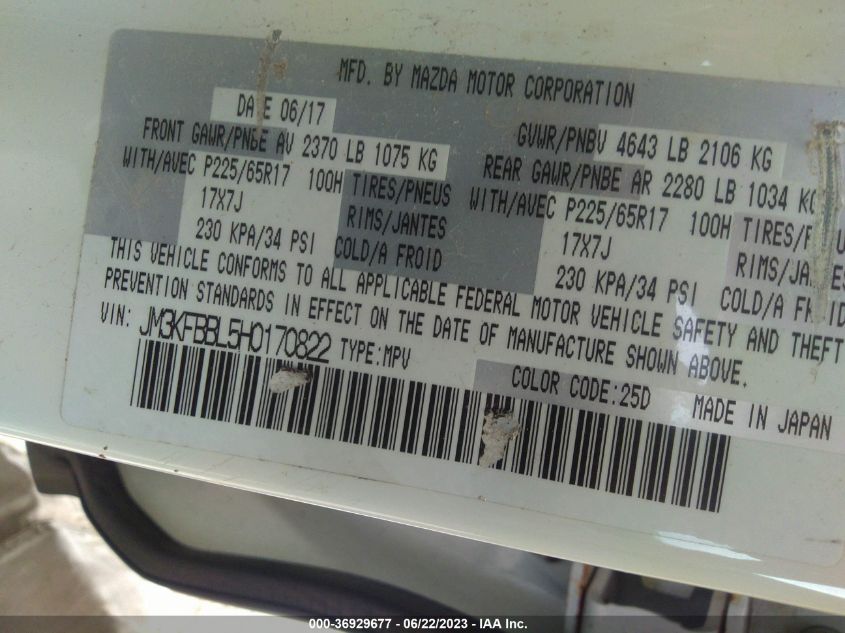 MFD. BY MAZDA MOTOR CORPORATION
DATE 06/17 GVWR/PNBV 4643 LB 2106 KG
FRONT GAWR/PNBE AV 2370 LB 1075 KG REAR GAWR/PNBE AR 2280 LB 1034 KG
WITH/AVEC P225/65R17 100H TIRES/PNEUS WITH/AVEC P225/65R17 100H TIRES/PNEUS
17X7J RIMS/JANTES 17X7J RIMS/JANTES
230 KPA/34 PSI COLD/A FROID 230 KPA/34 PSI COLD/A FROID
THIS VEHICLE CONFORMS TO ALL APPLICABLE FEDERAL MOTOR VEHICLE SAFETY AND THEFT
PREVENTION STANDARDS IN EFFECT ON THE DATE OF MANUFACTURE SHOWN ABOVE.
VIN: JM3KFBBL5H0170822 TYPE:MPV
COLOR CODE:25D MADE IN JAPAN
000-36929677 - 06/22/2023 - IAA Inc.